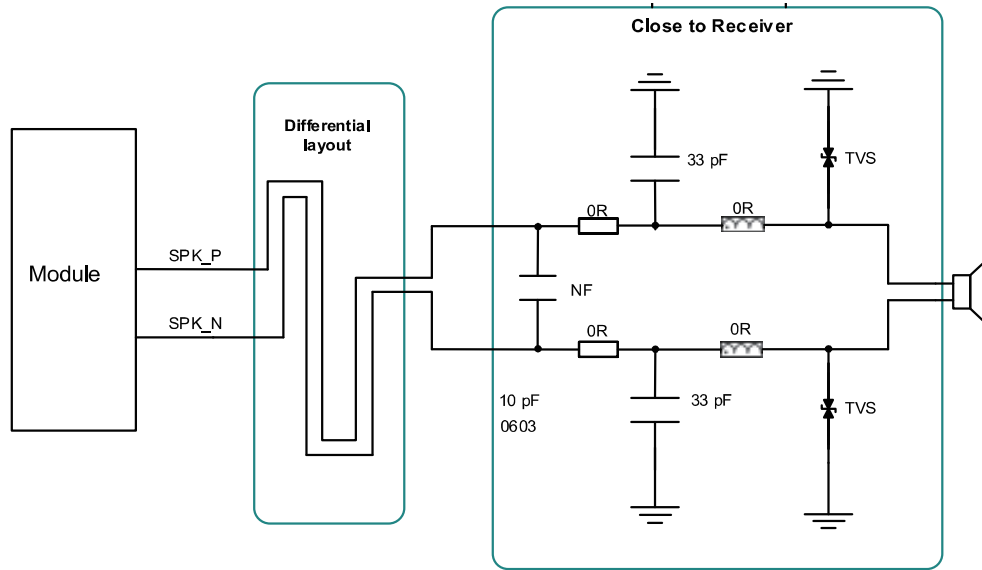 Close to Receiver
Differential
layout
33 pF
TVS
0R
0R
SPK_P
Module
NF
SPK_N
0R
0R
10 pF
0603
33 pF
TVS